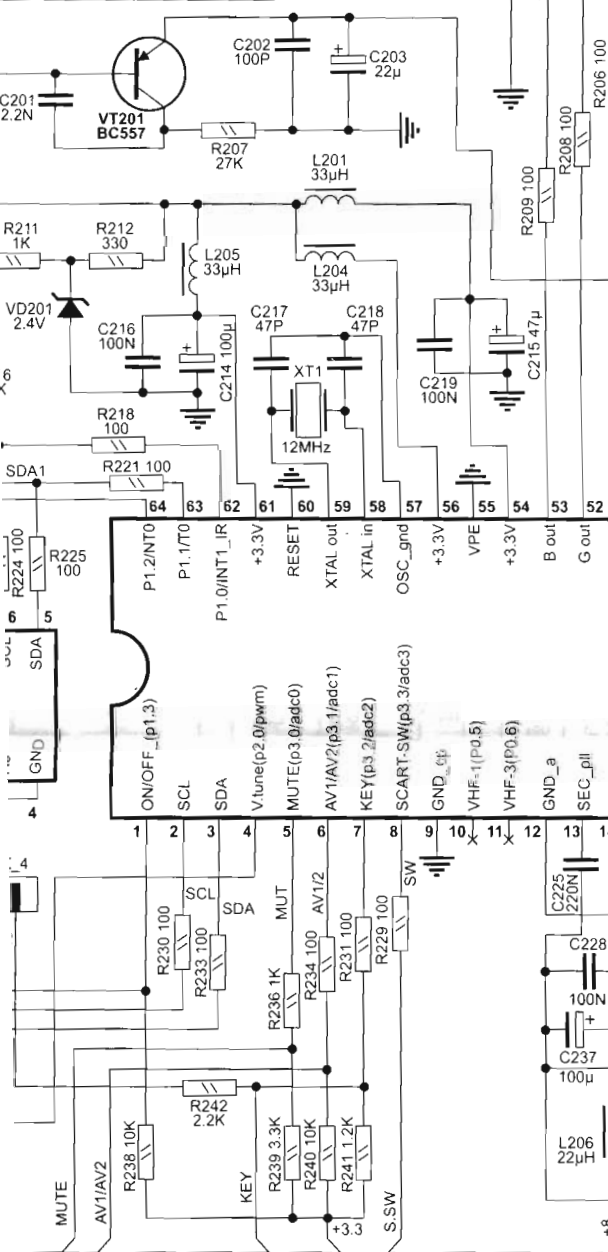 C202
100P
C203
22µ
+
R206 100
C201
2.2N
VT201
BC557
R207
27K
R208 100
R209 100
L201
33µH
R211
1K
R212
330
L205
33µH
L204
33µH
VD201
2.4V
C216
100N
+
C214 100µ
C217
47P
C218
47P
XT1
12MHz
C219
100N
+
C215 47µ
6
R218
100
SDA1
R221 100
R224 100
R225
100
64 63 62 61 60 59 58 57 56 55 54 53 52
P1.2/NT0
P1.1/T0
P1.0/INT1_IR
+3.3V
RESET
XTAL out
XTAL in
OSC_gnd
+3.3V
VPE
+3.3V
B out
G out
6 5
SCL
SDA
GND
4
ON/OFF_(p1.3)
SCL
SDA
V.tune(p2.0/pwm)
MUTE(p3.0/adc0)
AV1/AV2(p3.1/adc1)
KEY(p3.2/adc2)
SCART-SW(p3.3/adc3)
VHF-1(P0.5)
VHF-3(P0.6)
GND_a
SEC_pll
1 2 3 4 5 6 7 8 9 10 11 12 13
_4
SCL
SDA
MUT
AV1/2
SW
R230 100
R233 100
R236 1K
R234 100
R231 100
R229 100
C225
220N
C228
100N
+
C237
100µ
R242
2.2K
R238 10K
R239 3.3K
R240 10K
R241 1.2K
L206
22µH
MUTE
AV1/AV2
KEY
+3.3
S.SW